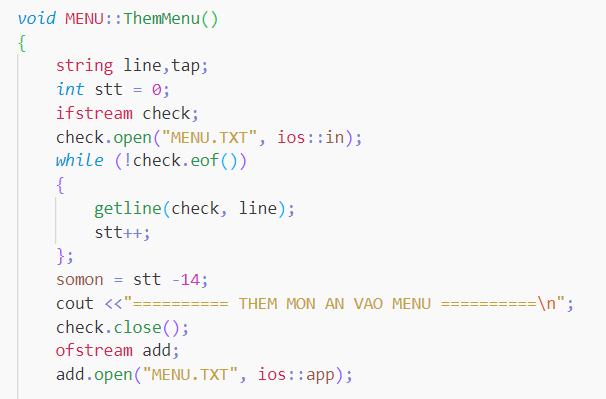 void MENU::ThemMenu()
{
    string line,tap;
    int stt = 0;
    ifstream check;
    check.open("MENU.TXT", ios::in);
    while (!check.eof())
    {
        getline(check, line);
        stt++;
    };
    somon = stt -14;
    cout <<"========== THEM MON AN VAO MENU ==========\n";
    check.close();
    ofstream add;
    add.open("MENU.TXT", ios::app);